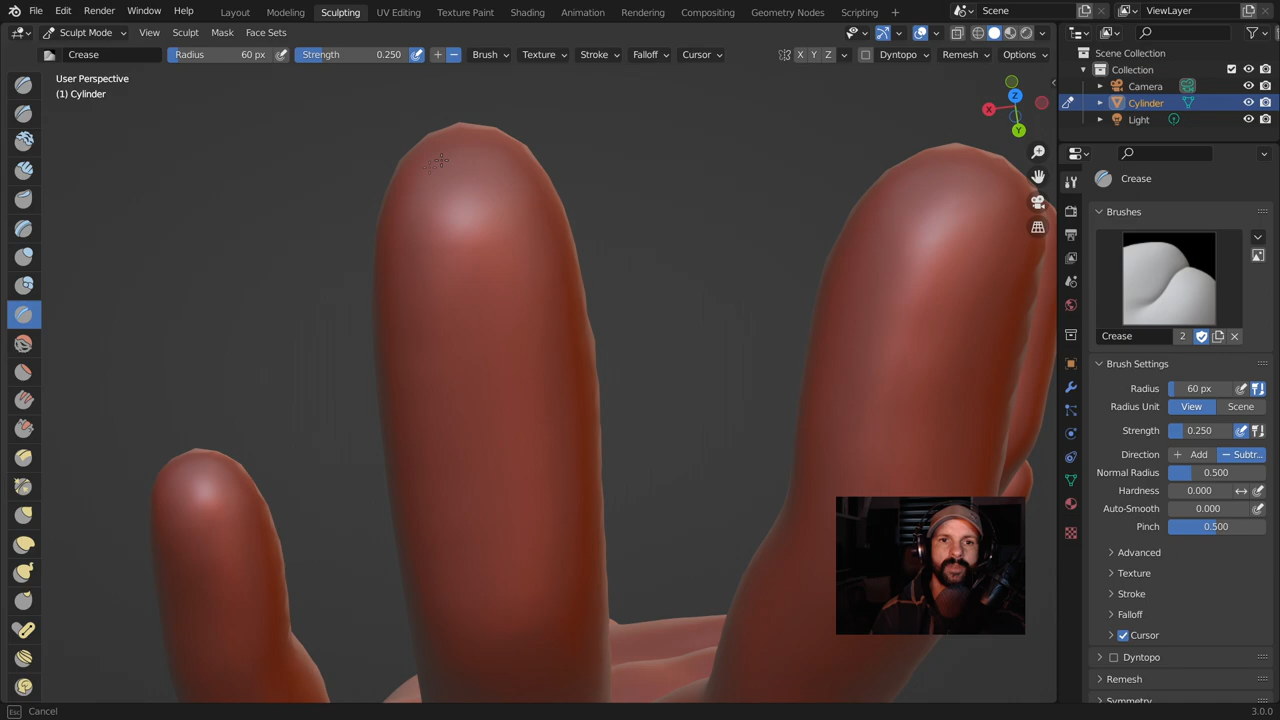 File Edit Render Window Help Layout Modeling Sculpting UV Editing Texture Paint Shading Animation Rendering Compositing Geometry Nodes Scripting Scene ViewLayer
Sculpt Mode View Sculpt Mask Face Sets
Crease Radius 60 px Strength 0.250 Brush Texture Stroke Falloff Cursor X Y Z Dyntopo Remesh Options
User Perspective
(1) Cylinder
Z
X
Y
Scene Collection
Collection
Camera
Cylinder
Light
Crease
Brushes
Crease 2
Brush Settings
Radius 60 px
Radius Unit View Scene
Strength 0.250
Direction + Add − Subtr...
Normal Radius 0.500
Hardness 0.000
Auto-Smooth 0.000
Pinch 0.500
Advanced
Texture
Stroke
Falloff
Cursor
Dyntopo
Remesh
Symmetry
Esc Cancel
3.0.0